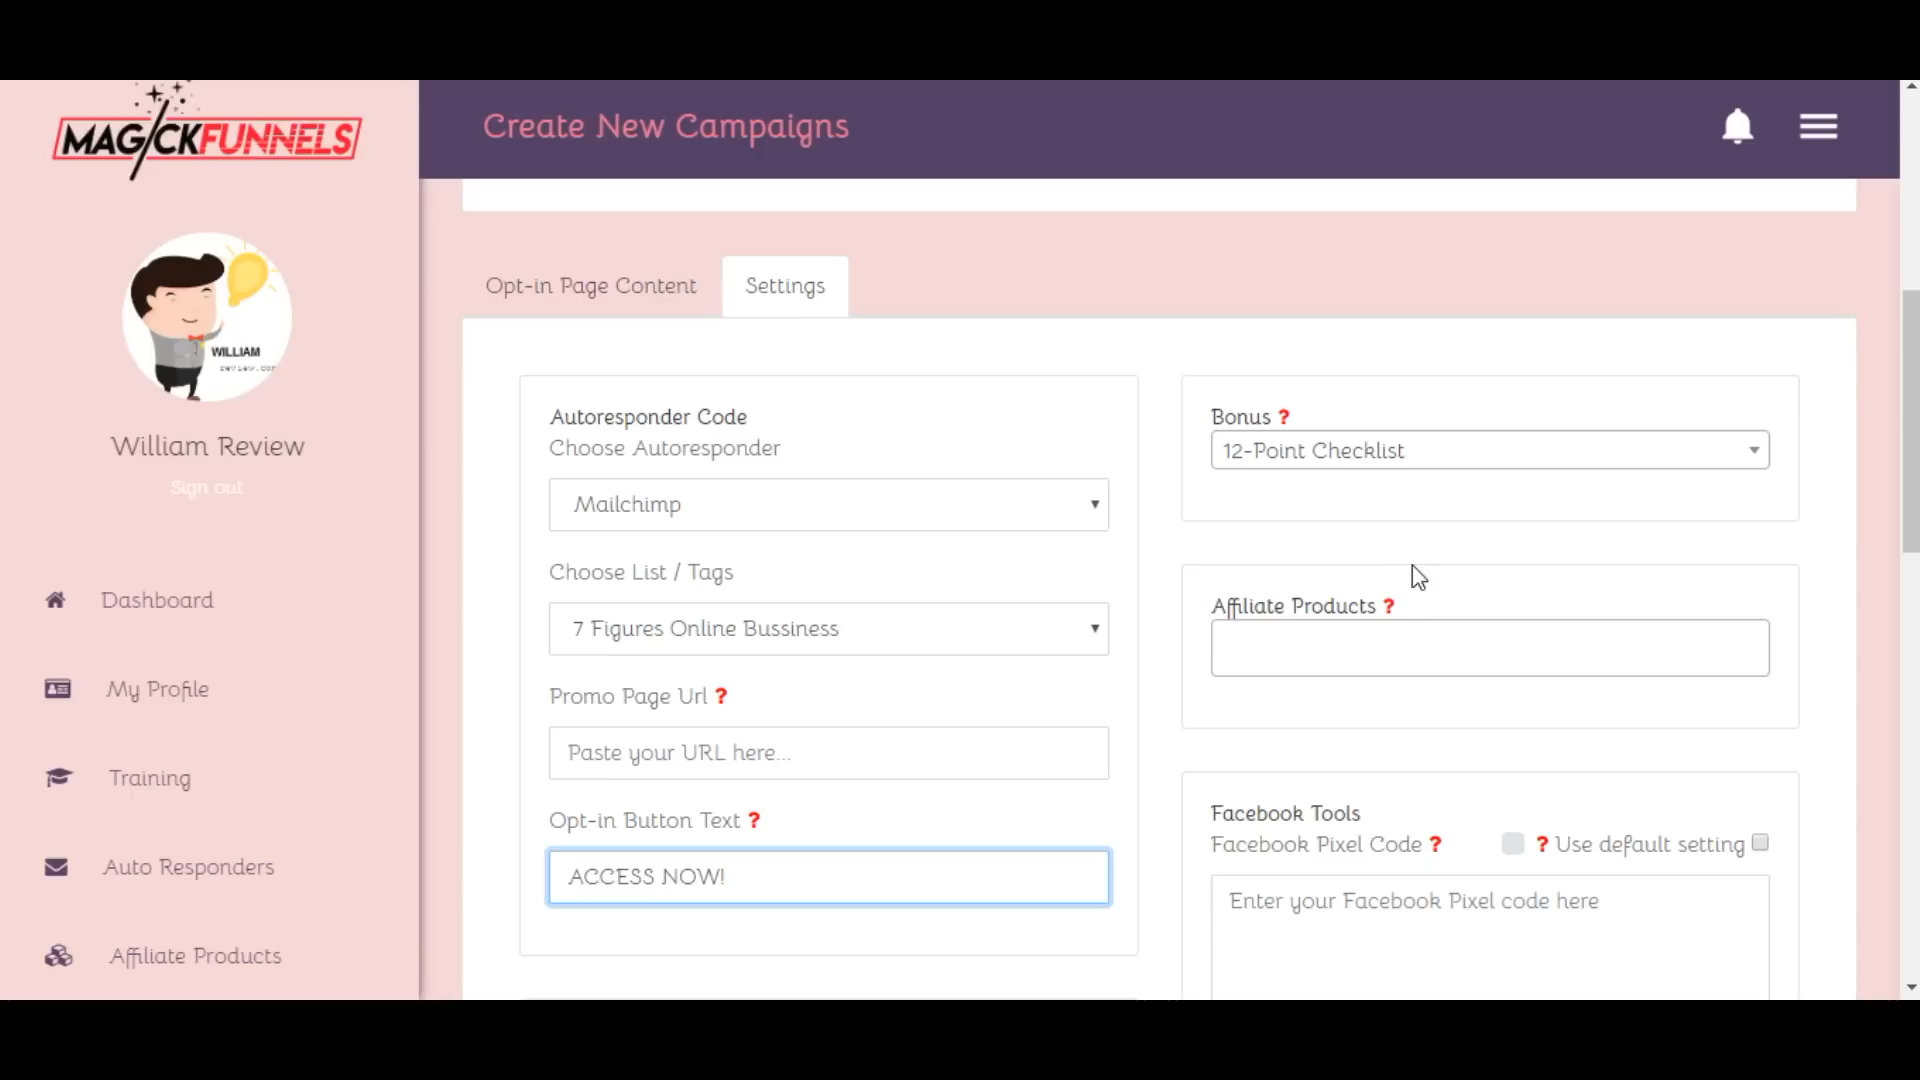 MAGICKFUNNELS
Create New Campaigns
WILLIAM
review.com
William Review
Sign out
Dashboard
My Profile
Training
Auto Responders
Affiliate Products
Opt-in Page Content
Settings
Autoresponder Code
Choose Autoresponder
Mailchimp
Choose List / Tags
7 Figures Online Bussiness
Promo Page Url ?
Paste your URL here...
Opt-in Button Text ?
ACCESS NOW!
Bonus ?
12-Point Checklist
Affiliate Products ?
Facebook Tools
Facebook Pixel Code ? ? Use default setting
Enter your Facebook Pixel code here